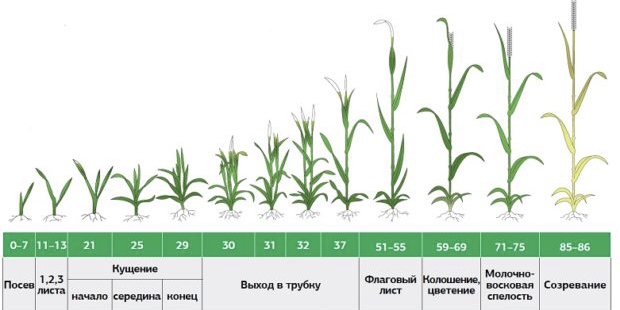 0–7 11–13 21 25 29 30 31 32 37 51–55 59–69 71–75 85–86
Посев
1,2,3
листа
Кущение
начало середина конец
Выход в трубку
Флаговый
лист
Колошение,
цветение
Молочно-
восковая
спелость
Созревание